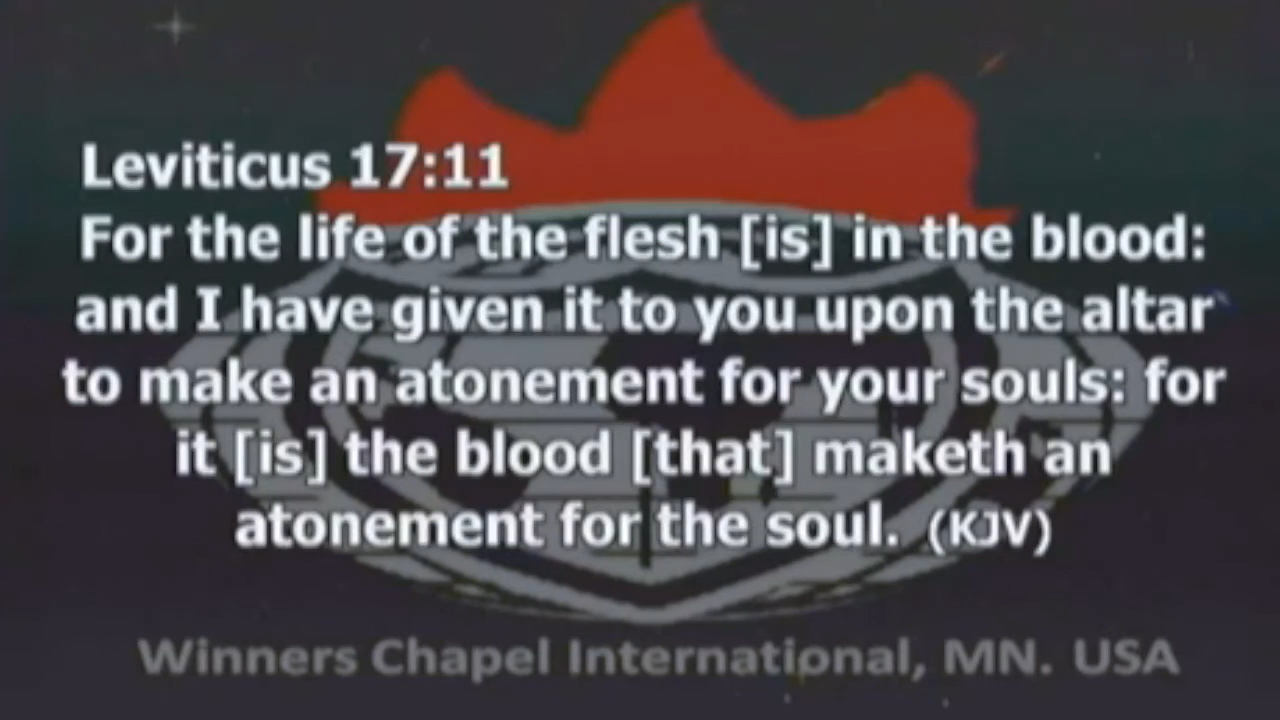 Leviticus 17:11
For the life of the flesh [is] in the blood:
and I have given it to you upon the altar
to make an atonement for your souls: for
it [is] the blood [that] maketh an
atonement for the soul. (KJV)
Winners Chapel International, MN. USA